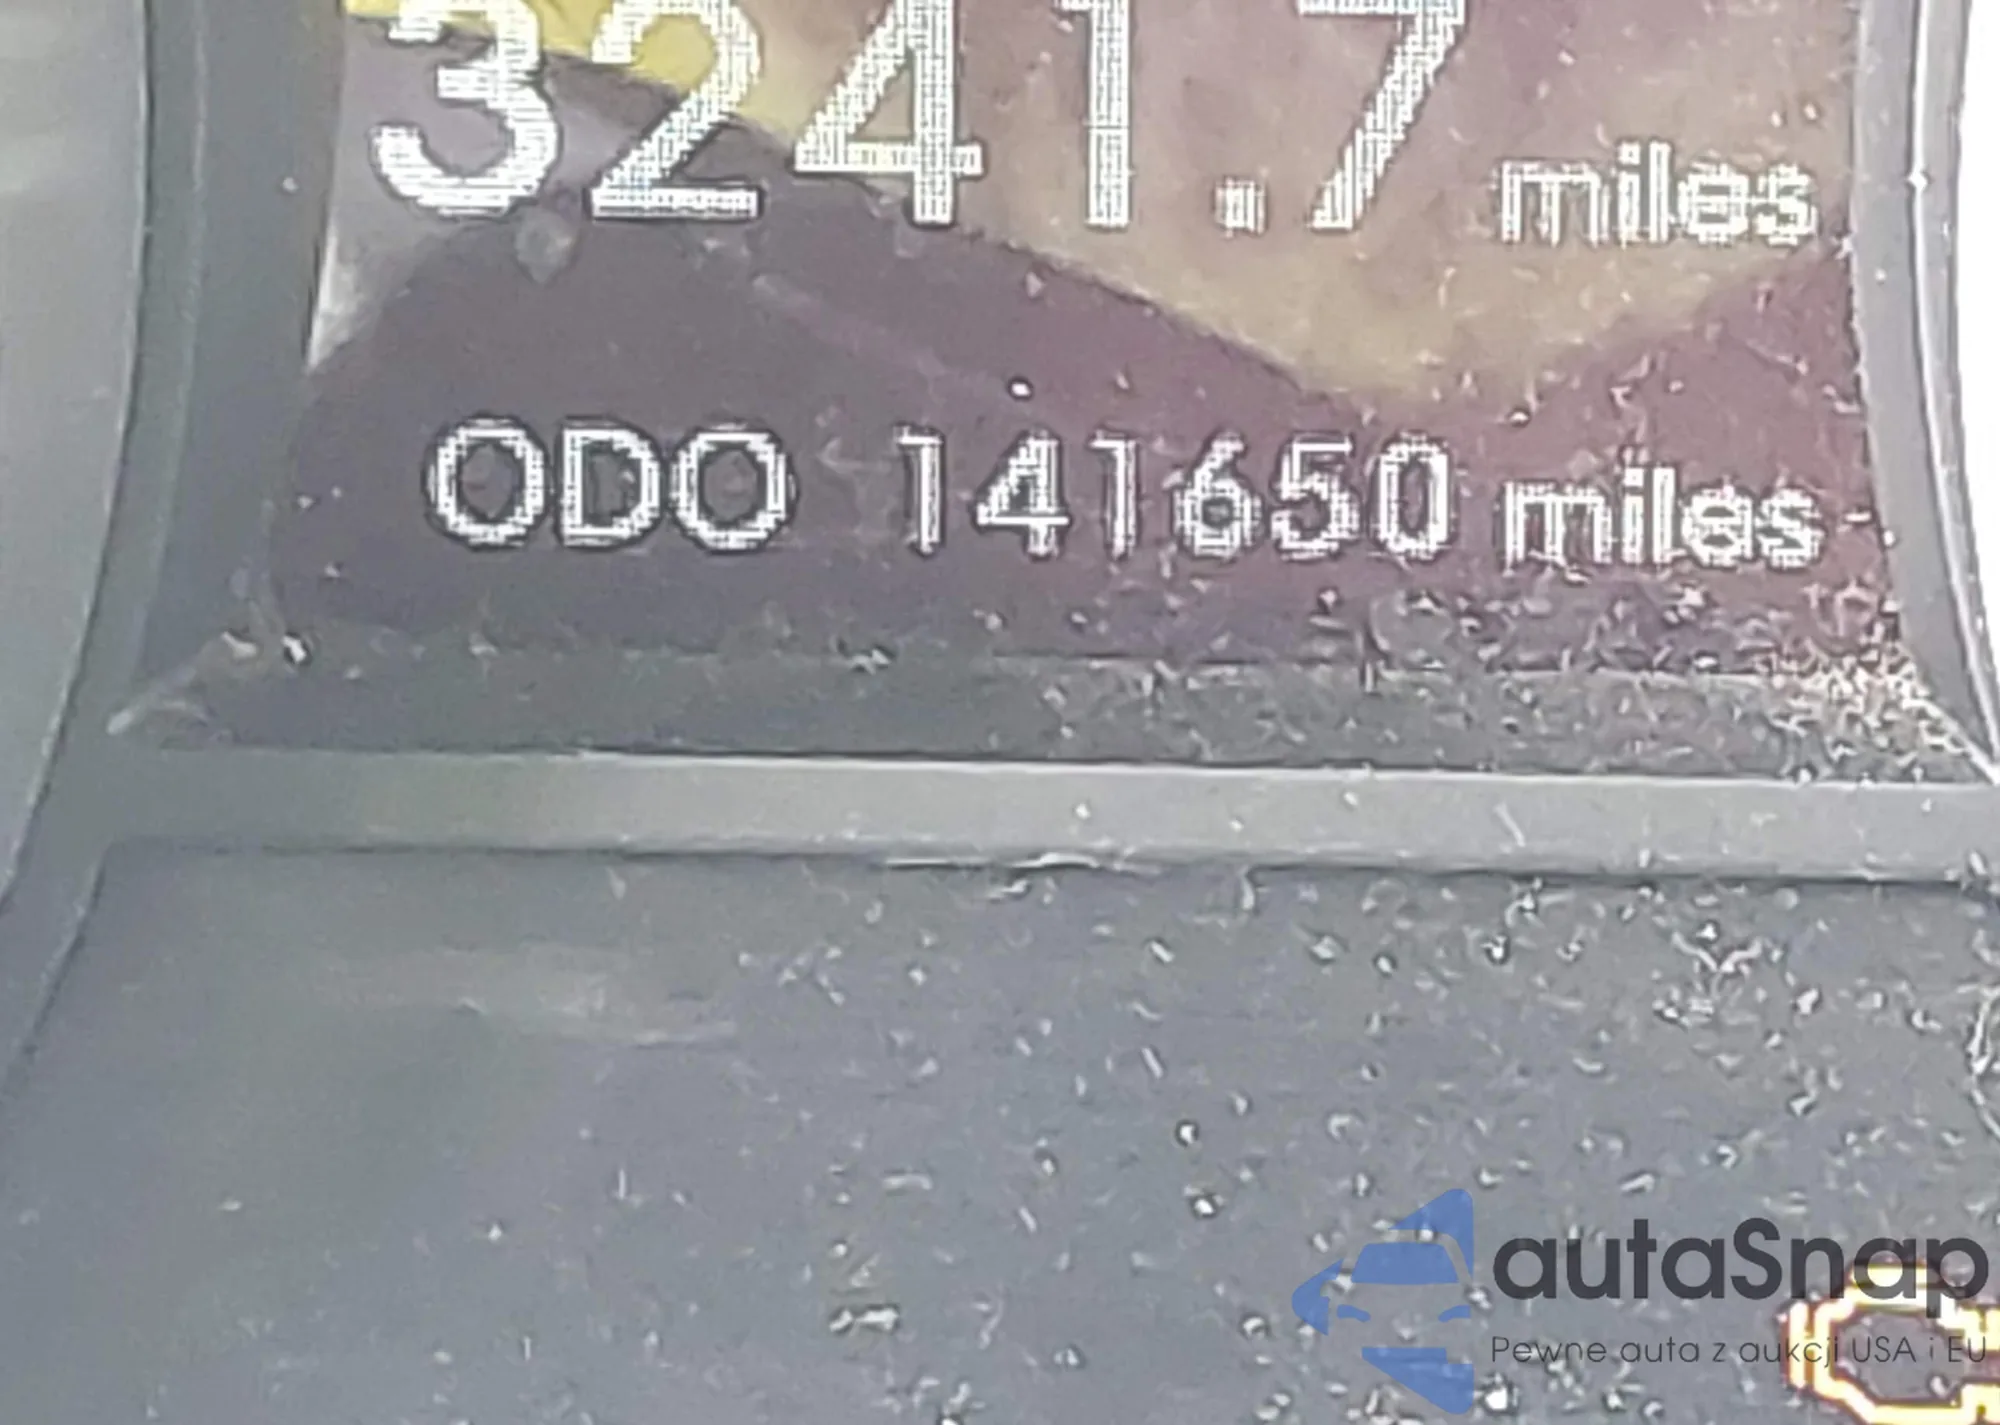 3241.7 miles
ODO 141650 miles
autaSnap
Pewne auta z aukcji USA i EU